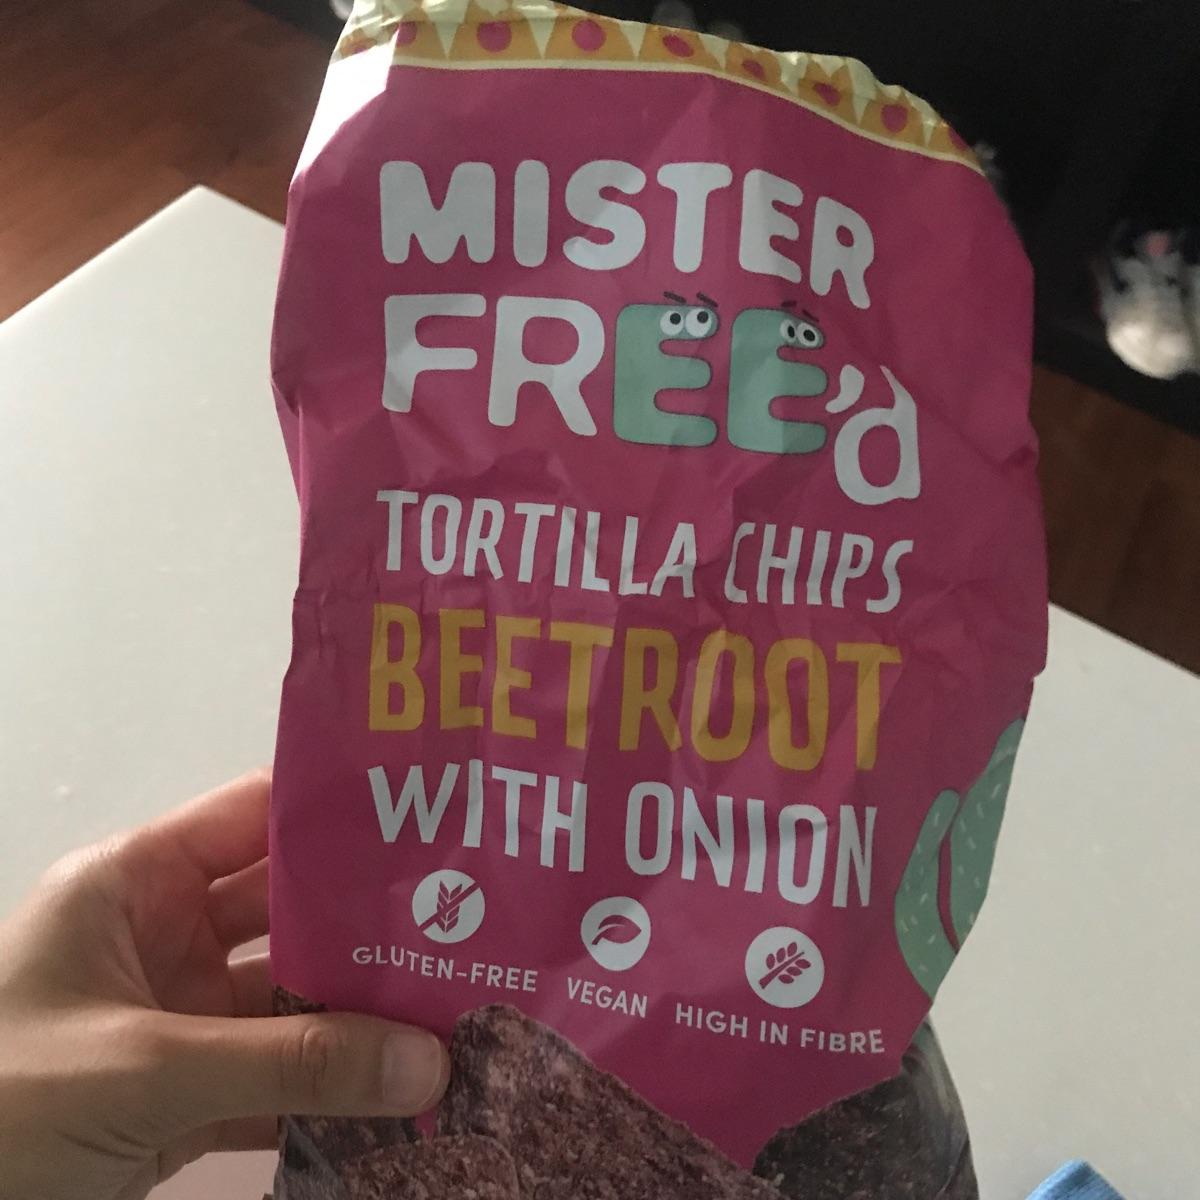 MISTER
FREE'd
TORTILLA CHIPS
BEETROOT
WITH ONION
GLUTEN-FREE VEGAN HIGH IN FIBRE